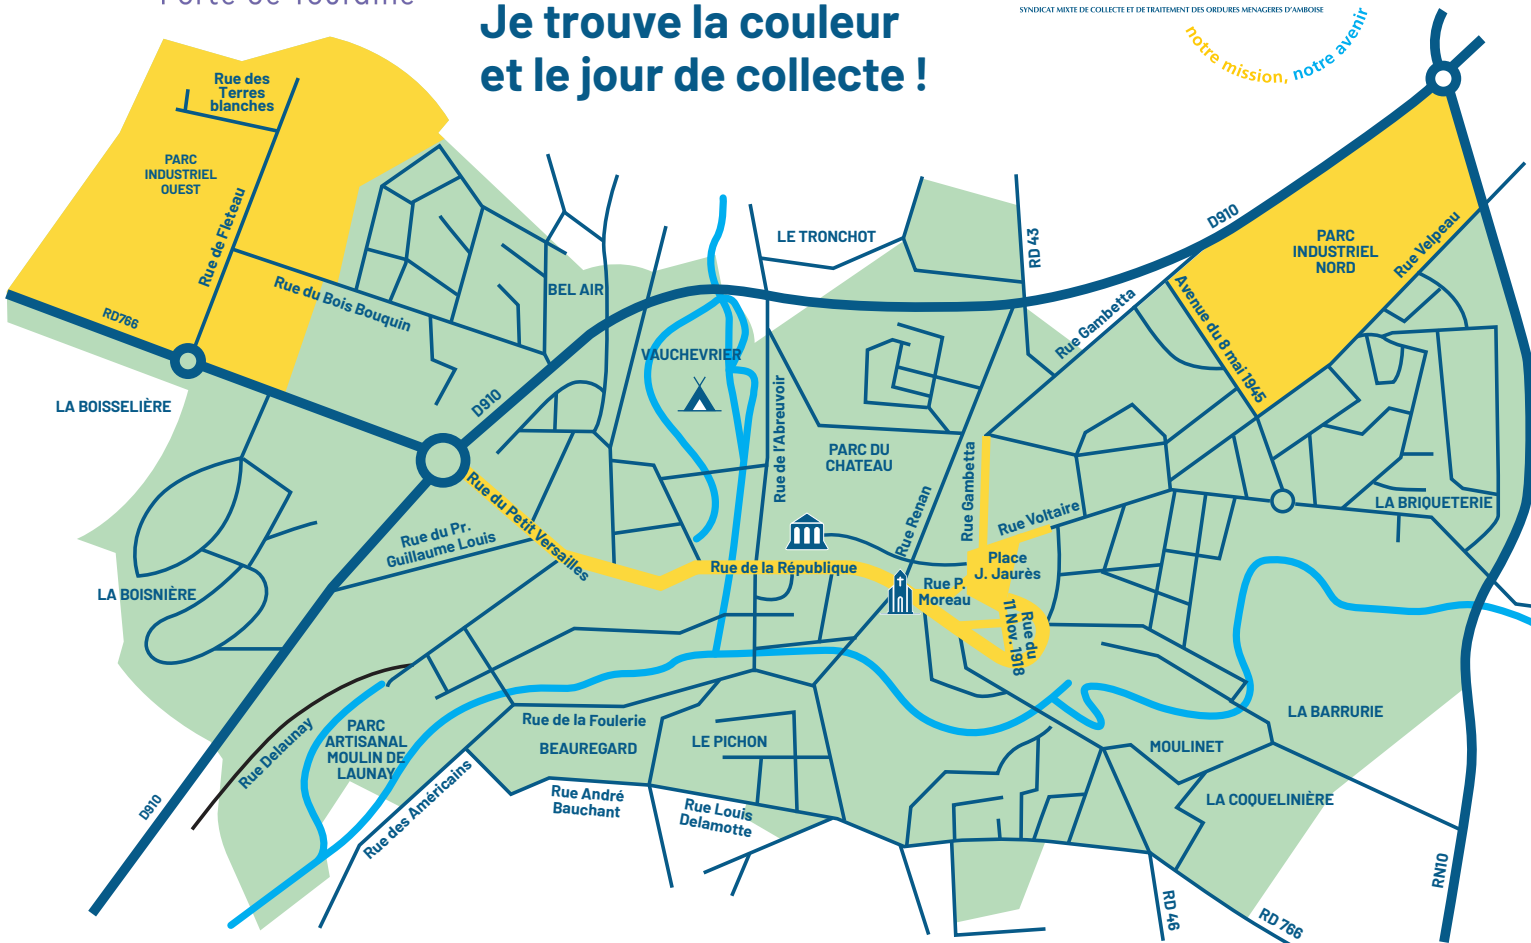 Porte de Touraine
Je trouve la couleur
et le jour de collecte !
SYNDICAT MIXTE DE COLLECTE ET DE TRAITEMENT DES ORDURES MENAGERES D'AMBOISE
notre mission, notre avenir
Rue des
Terres
blanches
PARC
INDUSTRIEL
OUEST
Rue de Fleteau
Rue du Bois Bouquin
RD766
LA BOISSELIÈRE
BEL AIR
D910
VAUCHEVRIER
LE TRONCHOT
RD 43
D910
PARC
INDUSTRIEL
NORD
Rue Velpeau
Avenue du 8 mai 1945
Rue Gambetta
Rue de l'Abreuvoir
PARC DU
CHATEAU
Rue Gambetta
Rue Renan
Rue Voltaire
LA BRIQUETERIE
Rue du Petit Versailles
Rue du Pr.
Guillaume Louis
Rue de la République
Place
J. Jaurès
Rue P.
Moreau
Rue du
11 Nov. 1918
LA BOISNIÈRE
Rue Delaunay
PARC
ARTISANAL
MOULIN DE
LAUNAY
Rue de la Foulerie
BEAUREGARD
LE PICHON
LA BARRURIE
MOULINET
LA COQUELINIÈRE
D910
Rue des Américains
Rue André
Bauchant
Rue Louis
Delamotte
RN10
RD 46
RD 766